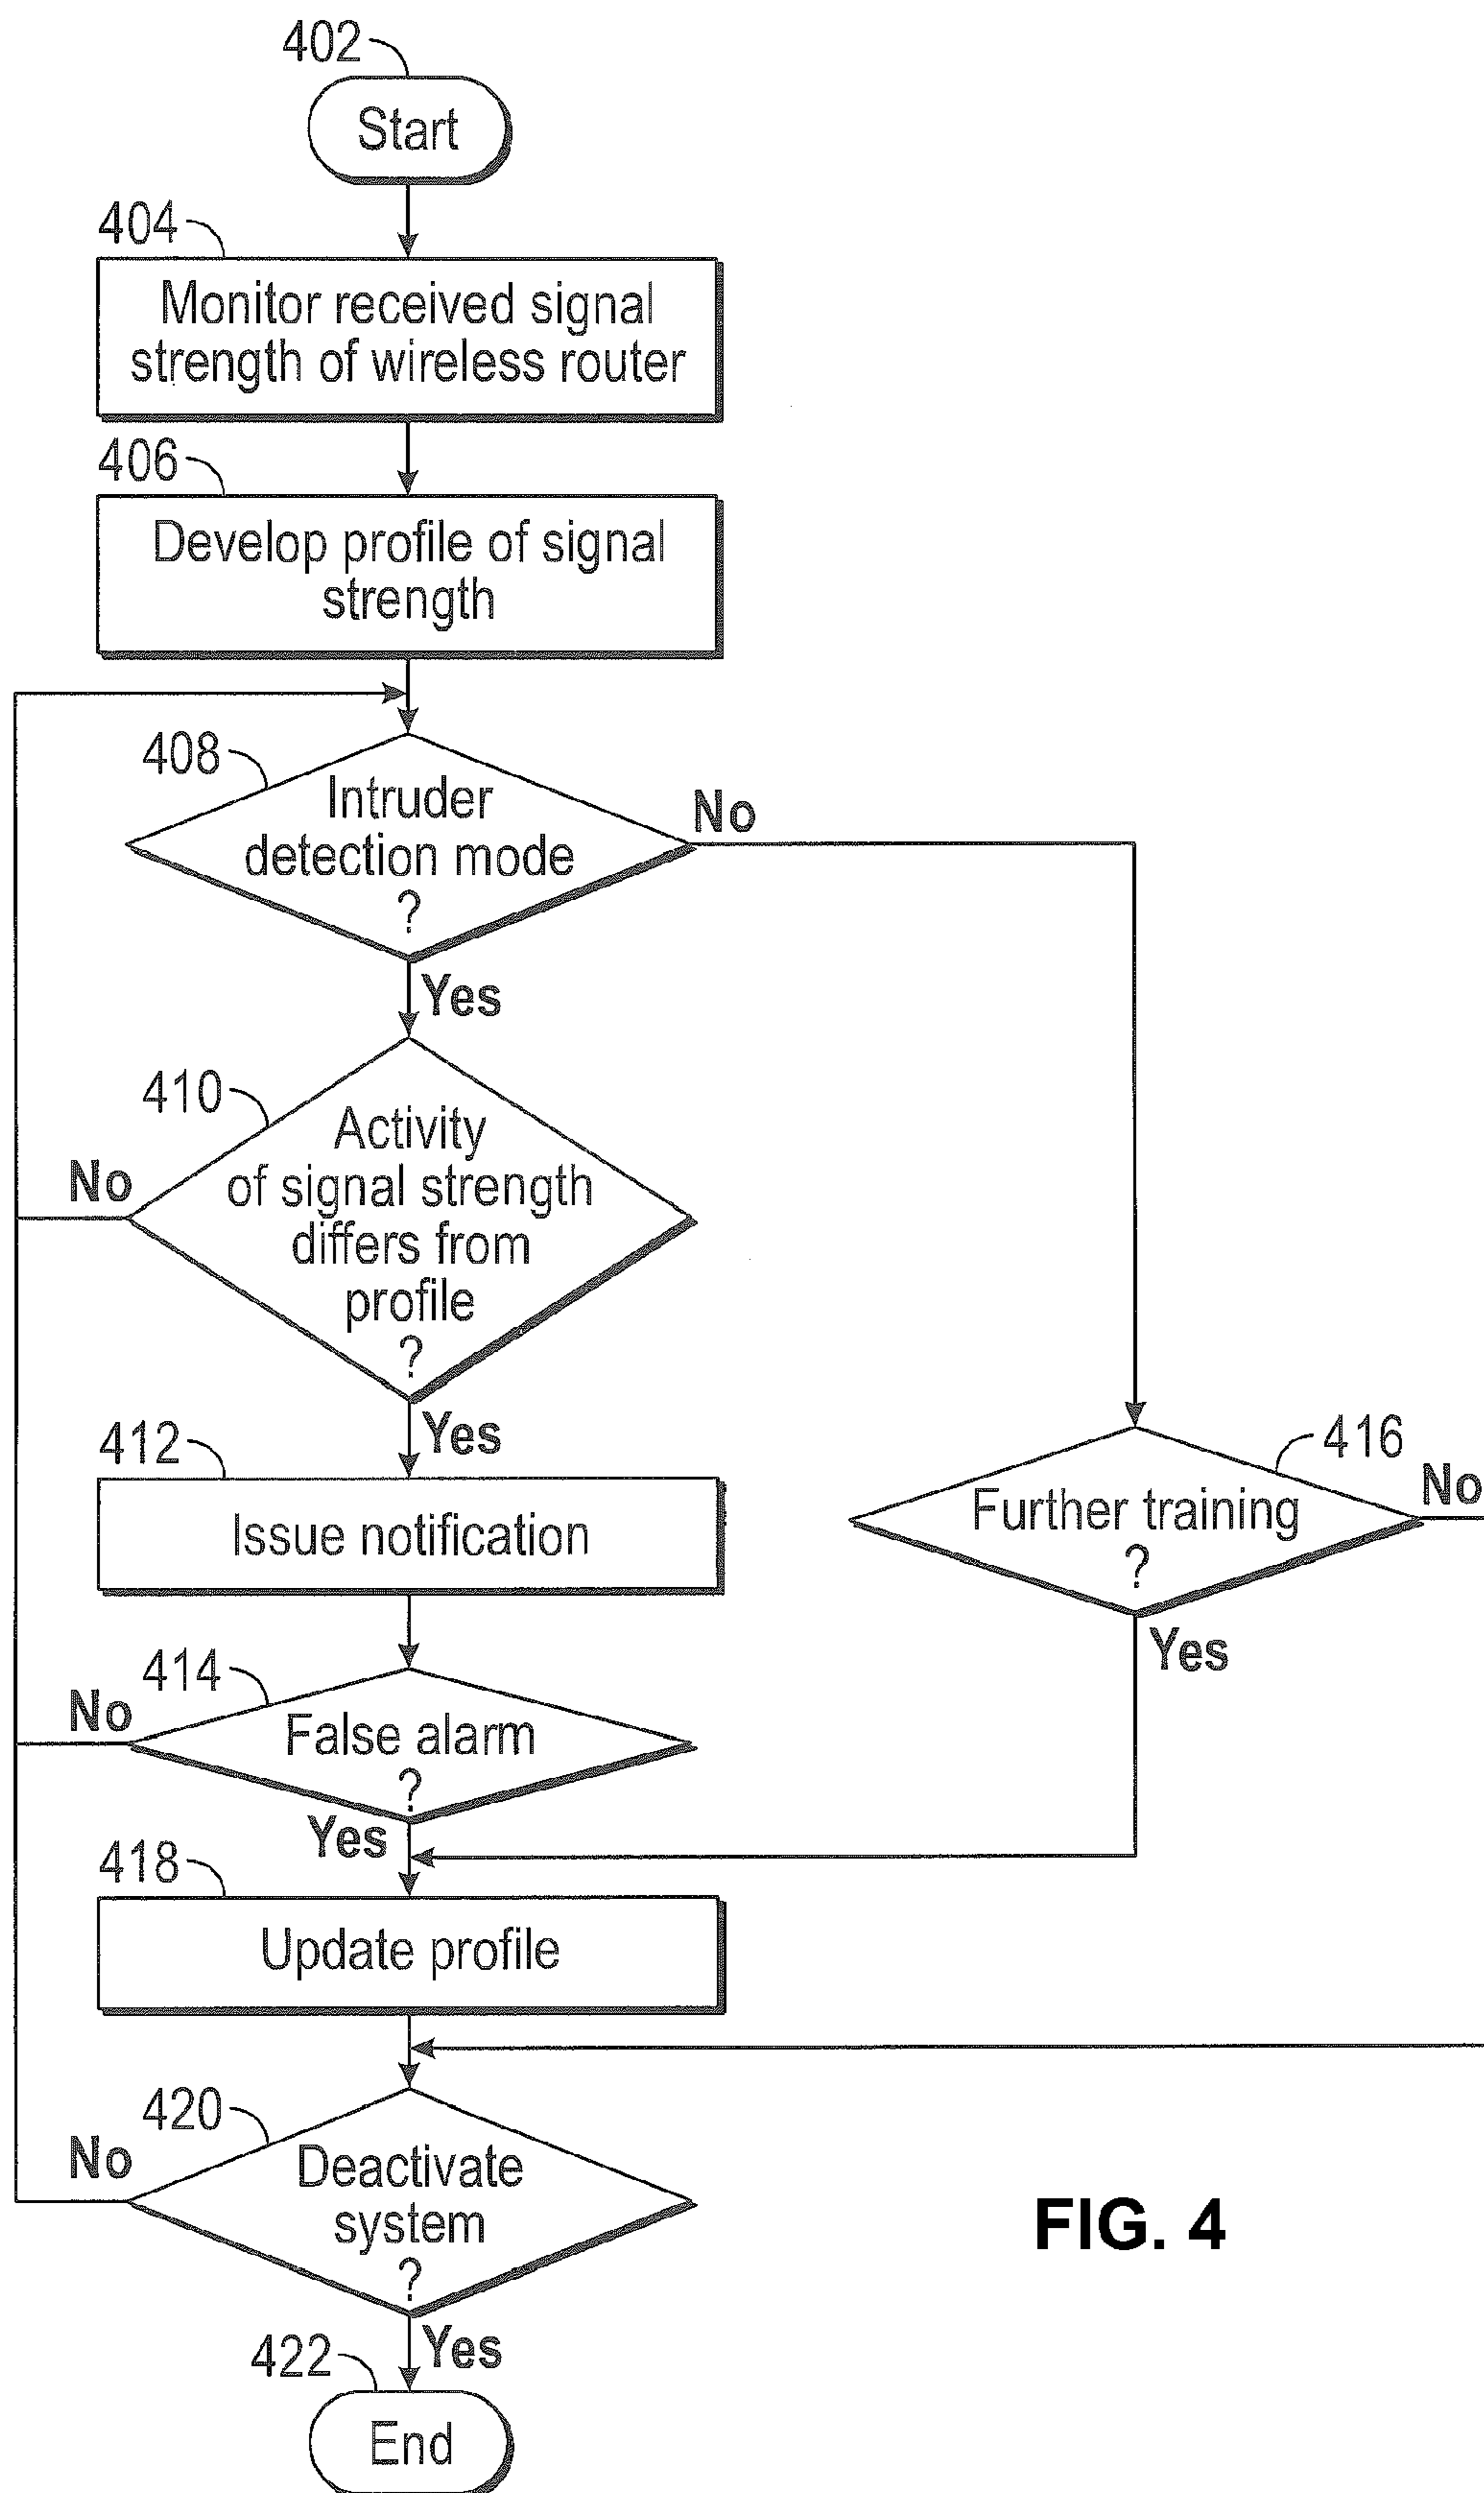 402
Start
404
Monitor received signal
strength of wireless router
406
Develop profile of signal
strength
408
Intruder
detection mode
?
No
Yes
410
Activity
of signal strength
differs from
profile
?
No
Yes
412
Issue notification
416
Further training
?
No
Yes
414
False alarm
?
No
Yes
418
Update profile
420
Deactivate
system
?
No
Yes
422
End
FIG. 4